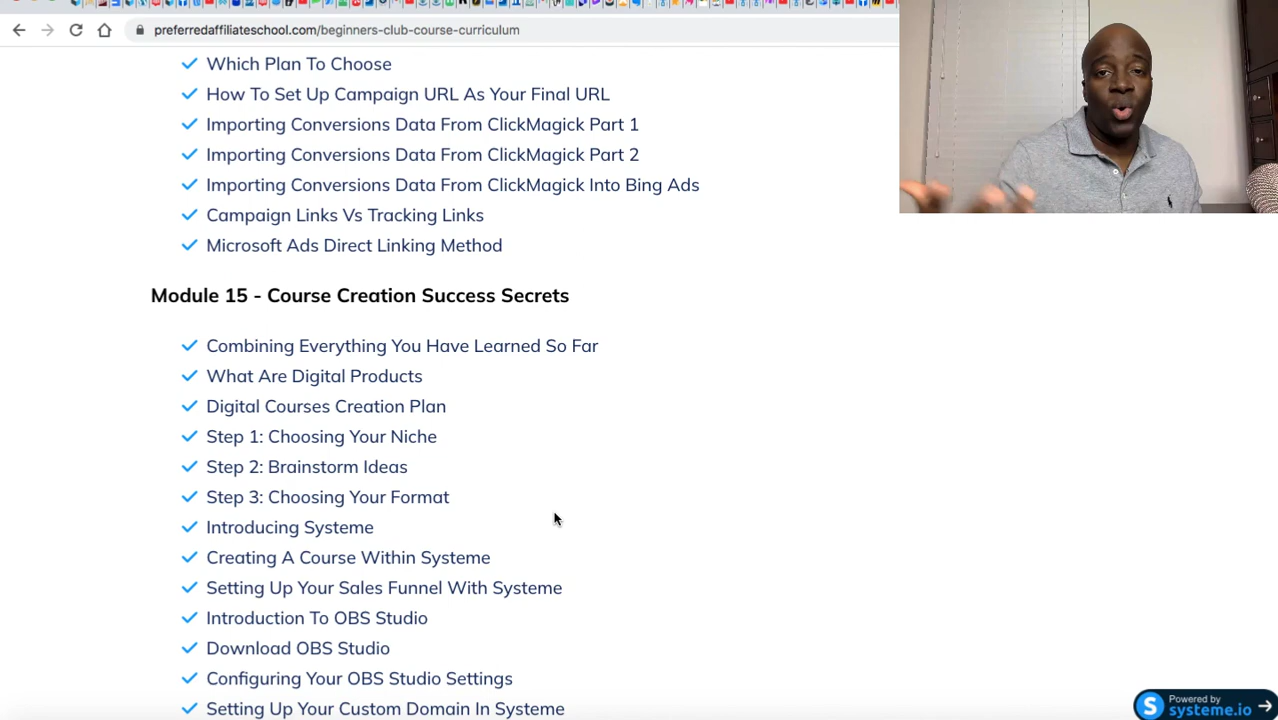 preferredaffiliateschool.com/beginners-club-course-curriculum
Which Plan To Choose
How To Set Up Campaign URL As Your Final URL
Importing Conversions Data From ClickMagick Part 1
Importing Conversions Data From ClickMagick Part 2
Importing Conversions Data From ClickMagick Into Bing Ads
Campaign Links Vs Tracking Links
Microsoft Ads Direct Linking Method
Module 15 - Course Creation Success Secrets
Combining Everything You Have Learned So Far
What Are Digital Products
Digital Courses Creation Plan
Step 1: Choosing Your Niche
Step 2: Brainstorm Ideas
Step 3: Choosing Your Format
Introducing Systeme
Creating A Course Within Systeme
Setting Up Your Sales Funnel With Systeme
Introduction To OBS Studio
Download OBS Studio
Configuring Your OBS Studio Settings
Setting Up Your Custom Domain In Systeme
S
Powered by
systeme.io